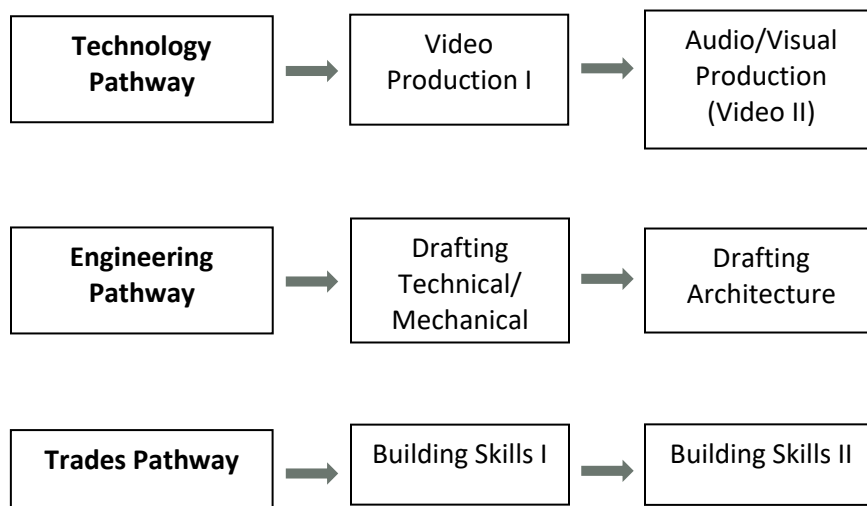 Technology
Pathway
Video
Production I
Audio/Visual
Production
(Video II)
Engineering
Pathway
Drafting
Technical/
Mechanical
Drafting
Architecture
Trades Pathway
Building Skills I
Building Skills II